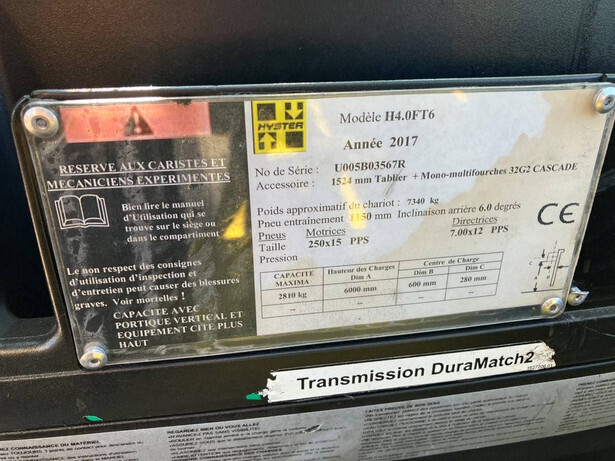 HYSTER
Modèle H4.0FT6
Année 2017
No de Série : U005B03567R
Accessoire : 1524 mm Tablier + Mono-multifourches 32G2 CASCADE
Poids approximatif du chariot : 7340 kg
Pneu entraînement 1150 mm Inclinaison arrière 6.0 degrés
Pneus Motrices Directrices
Taille 250x15 PPS 7.00x12 PPS
Pression
CAPACITE MAXIMA
Hauteur des Charges
Dim A
Centre de Charge
Dim B Dim C
2810 kg 6000 mm 600 mm 280 mm
CE
RESERVE AUX CARISTES ET
MECANICIENS EXPERIMENTES
Bien lire le manuel
d'Utilisation qui se
trouve sur le siège ou
dans le compartiment
Le non respect des consignes
d'utilisation d'inspection et
d'entretien peut causer des blessures
graves. Voir mortelles !
CAPACITE AVEC
PORTIQUE VERTICAL ET
EQUIPEMENT CITE PLUS
HAUT
Transmission DuraMatch2
REGARDEZ BIEN OU VOUS